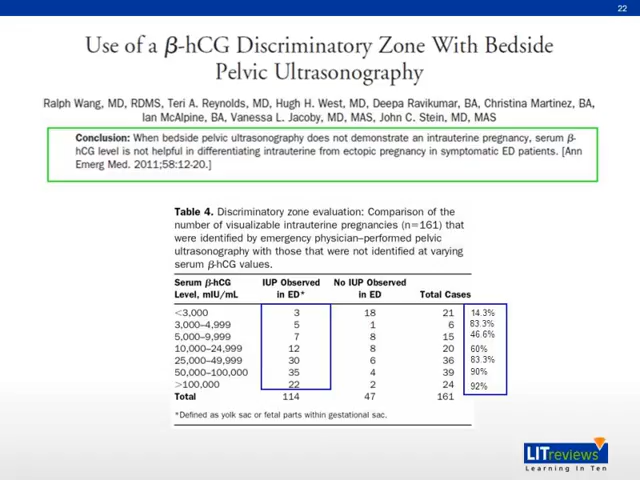 22
Use of a β-hCG Discriminatory Zone With Bedside
Pelvic Ultrasonography
Ralph Wang, MD, RDMS, Teri A. Reynolds, MD, Hugh H. West, MD, Deepa Ravikumar, BA, Christina Martinez, BA,
Ian McAlpine, BA, Vanessa L. Jacoby, MD, MAS, John C. Stein, MD, MAS
Conclusion: When bedside pelvic ultrasonography does not demonstrate an intrauterine pregnancy, serum β-
hCG level is not helpful in differentiating intrauterine from ectopic pregnancy in symptomatic ED patients. [Ann
Emerg Med. 2011;58:12-20.]
Table 4. Discriminatory zone evaluation: Comparison of the
number of visualizable intrauterine pregnancies (n=161) that
were identified by emergency physician–performed pelvic
ultrasonography with those that were not identified at varying
serum β-hCG values.
Serum β-hCG IUP Observed No IUP Observed
Level, mIU/mL in ED* in ED Total Cases
<3,000 3 18 21 14.3%
3,000–4,999 5 1 6 83.3%
5,000–9,999 7 8 15 46.6%
10,000–24,999 12 8 20 60%
25,000–49,999 30 6 36 83.3%
50,000–100,000 35 4 39 90%
>100,000 22 2 24 92%
Total 114 47 161
*Defined as yolk sac or fetal parts within gestational sac.
LITreviews
Learning In Ten